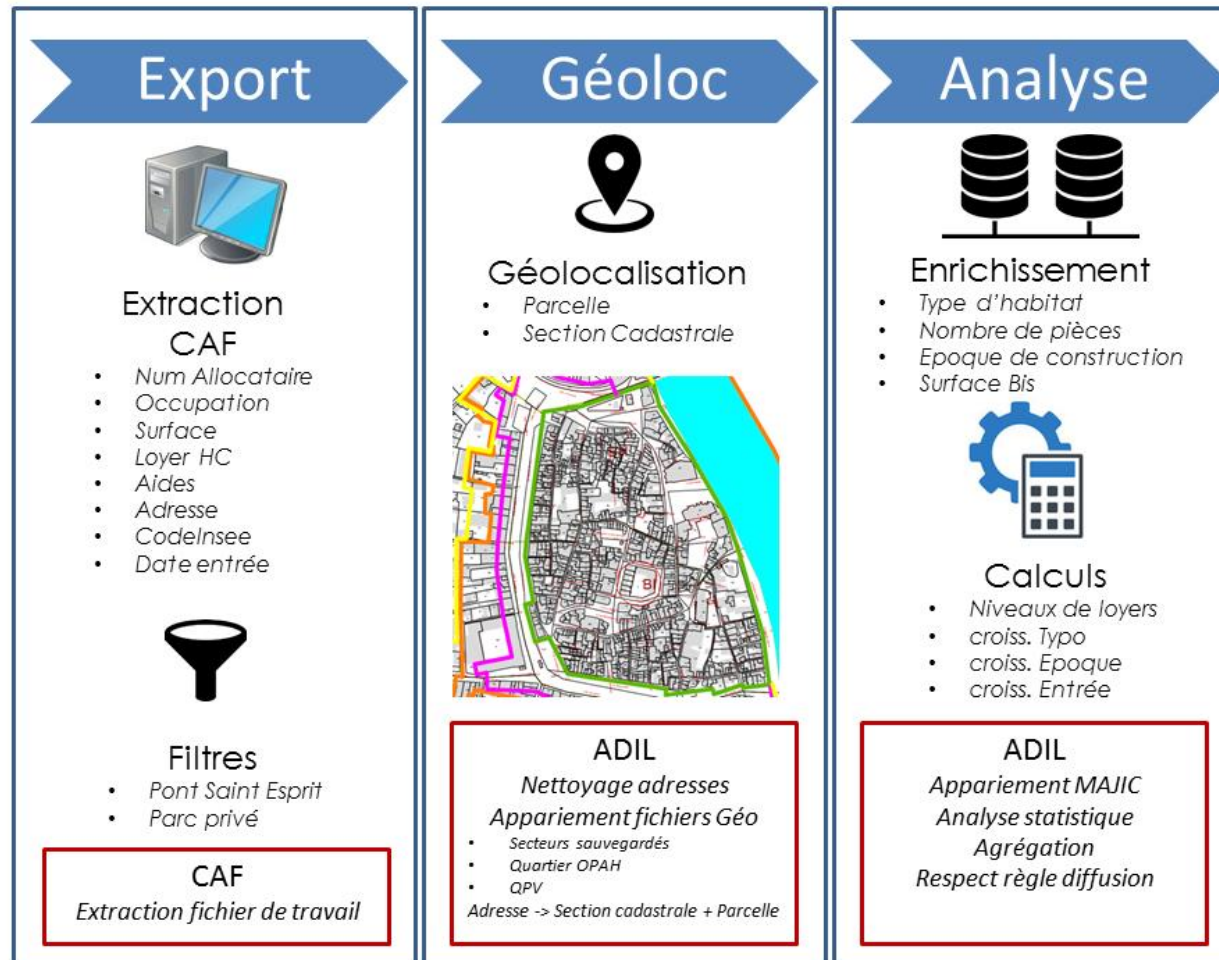 Export
Extraction
CAF
• Num Allocataire
• Occupation
• Surface
• Loyer HC
• Aides
• Adresse
• CodeInsee
• Date entrée
Filtres
• Pont Saint Esprit
• Parc privé
CAF
Extraction fichier de travail
Géoloc
Géolocalisation
• Parcelle
• Section Cadastrale
BI
ADIL
Nettoyage adresses
Appariement fichiers Géo
• Secteurs sauvegardés
• Quartier OPAH
• QPV
Adresse -> Section cadastrale + Parcelle
Analyse
Enrichissement
• Type d’habitat
• Nombre de pièces
• Epoque de construction
• Surface Bis
Calculs
• Niveaux de loyers
• croiss. Typo
• croiss. Epoque
• croiss. Entrée
ADIL
Appariement MAJIC
Analyse statistique
Agrégation
Respect règle diffusion